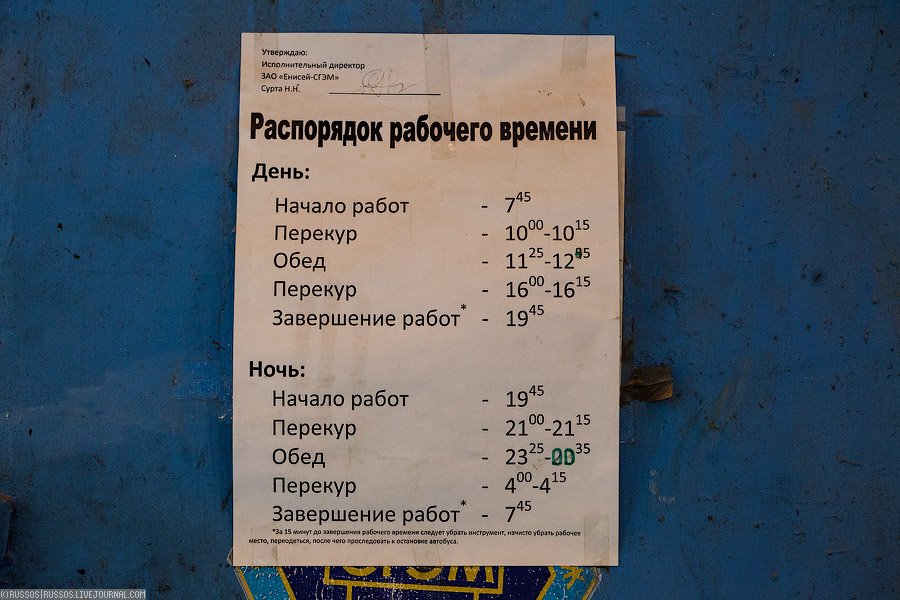 Утверждаю:
Исполнительный директор
ЗАО «Енисей-СГЭМ»
Сурта Н.Н.
Распорядок рабочего времени
День:
Начало работ - 7⁴⁵
Перекур - 10⁰⁰-10¹⁵
Обед - 11²⁵-12
Перекур - 16⁰⁰-16¹⁵
Завершение работ* - 19⁴⁵
Ночь:
Начало работ - 19⁴⁵
Перекур - 21⁰⁰-21¹⁵
Обед - 23²⁵-00³⁵
Перекур - 4⁰⁰-4¹⁵
Завершение работ* - 7⁴⁵
*За 15 минут до завершения рабочего времени следует убрать инструмент, начисто убрать рабочее
место, переодеться, после чего проследовать к остановке автобуса.
СГЭМ
©RUSSOS|RUSSOS.LIVEJOURNAL.COM